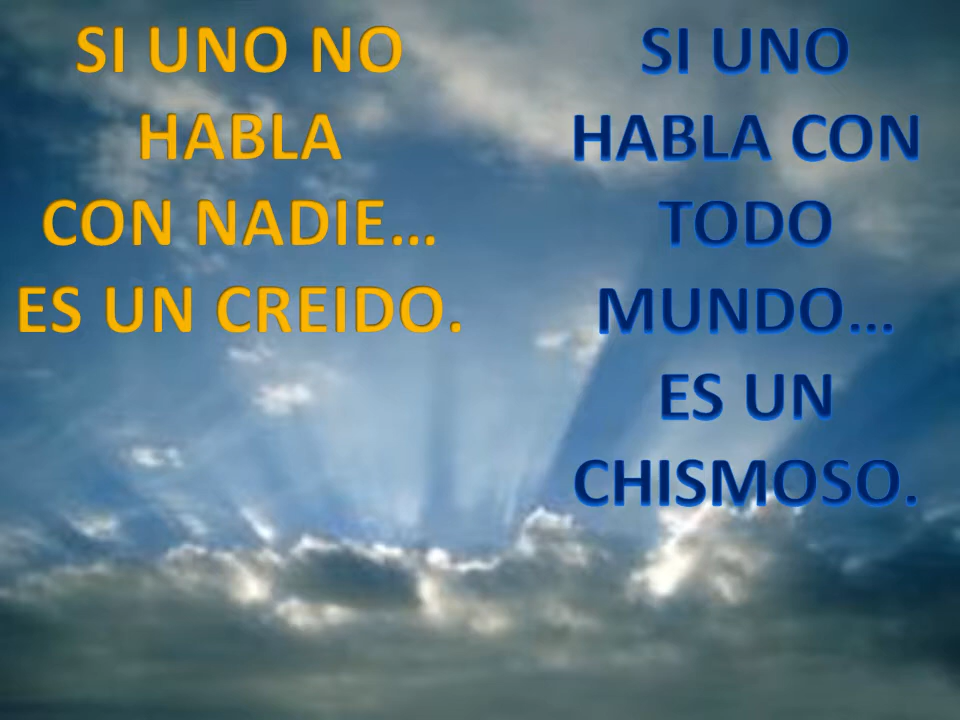 SI UNO NO
HABLA
CON NADIE...
ES UN CREIDO.
SI UNO
HABLA CON
TODO
MUNDO...
ES UN
CHISMOSO.